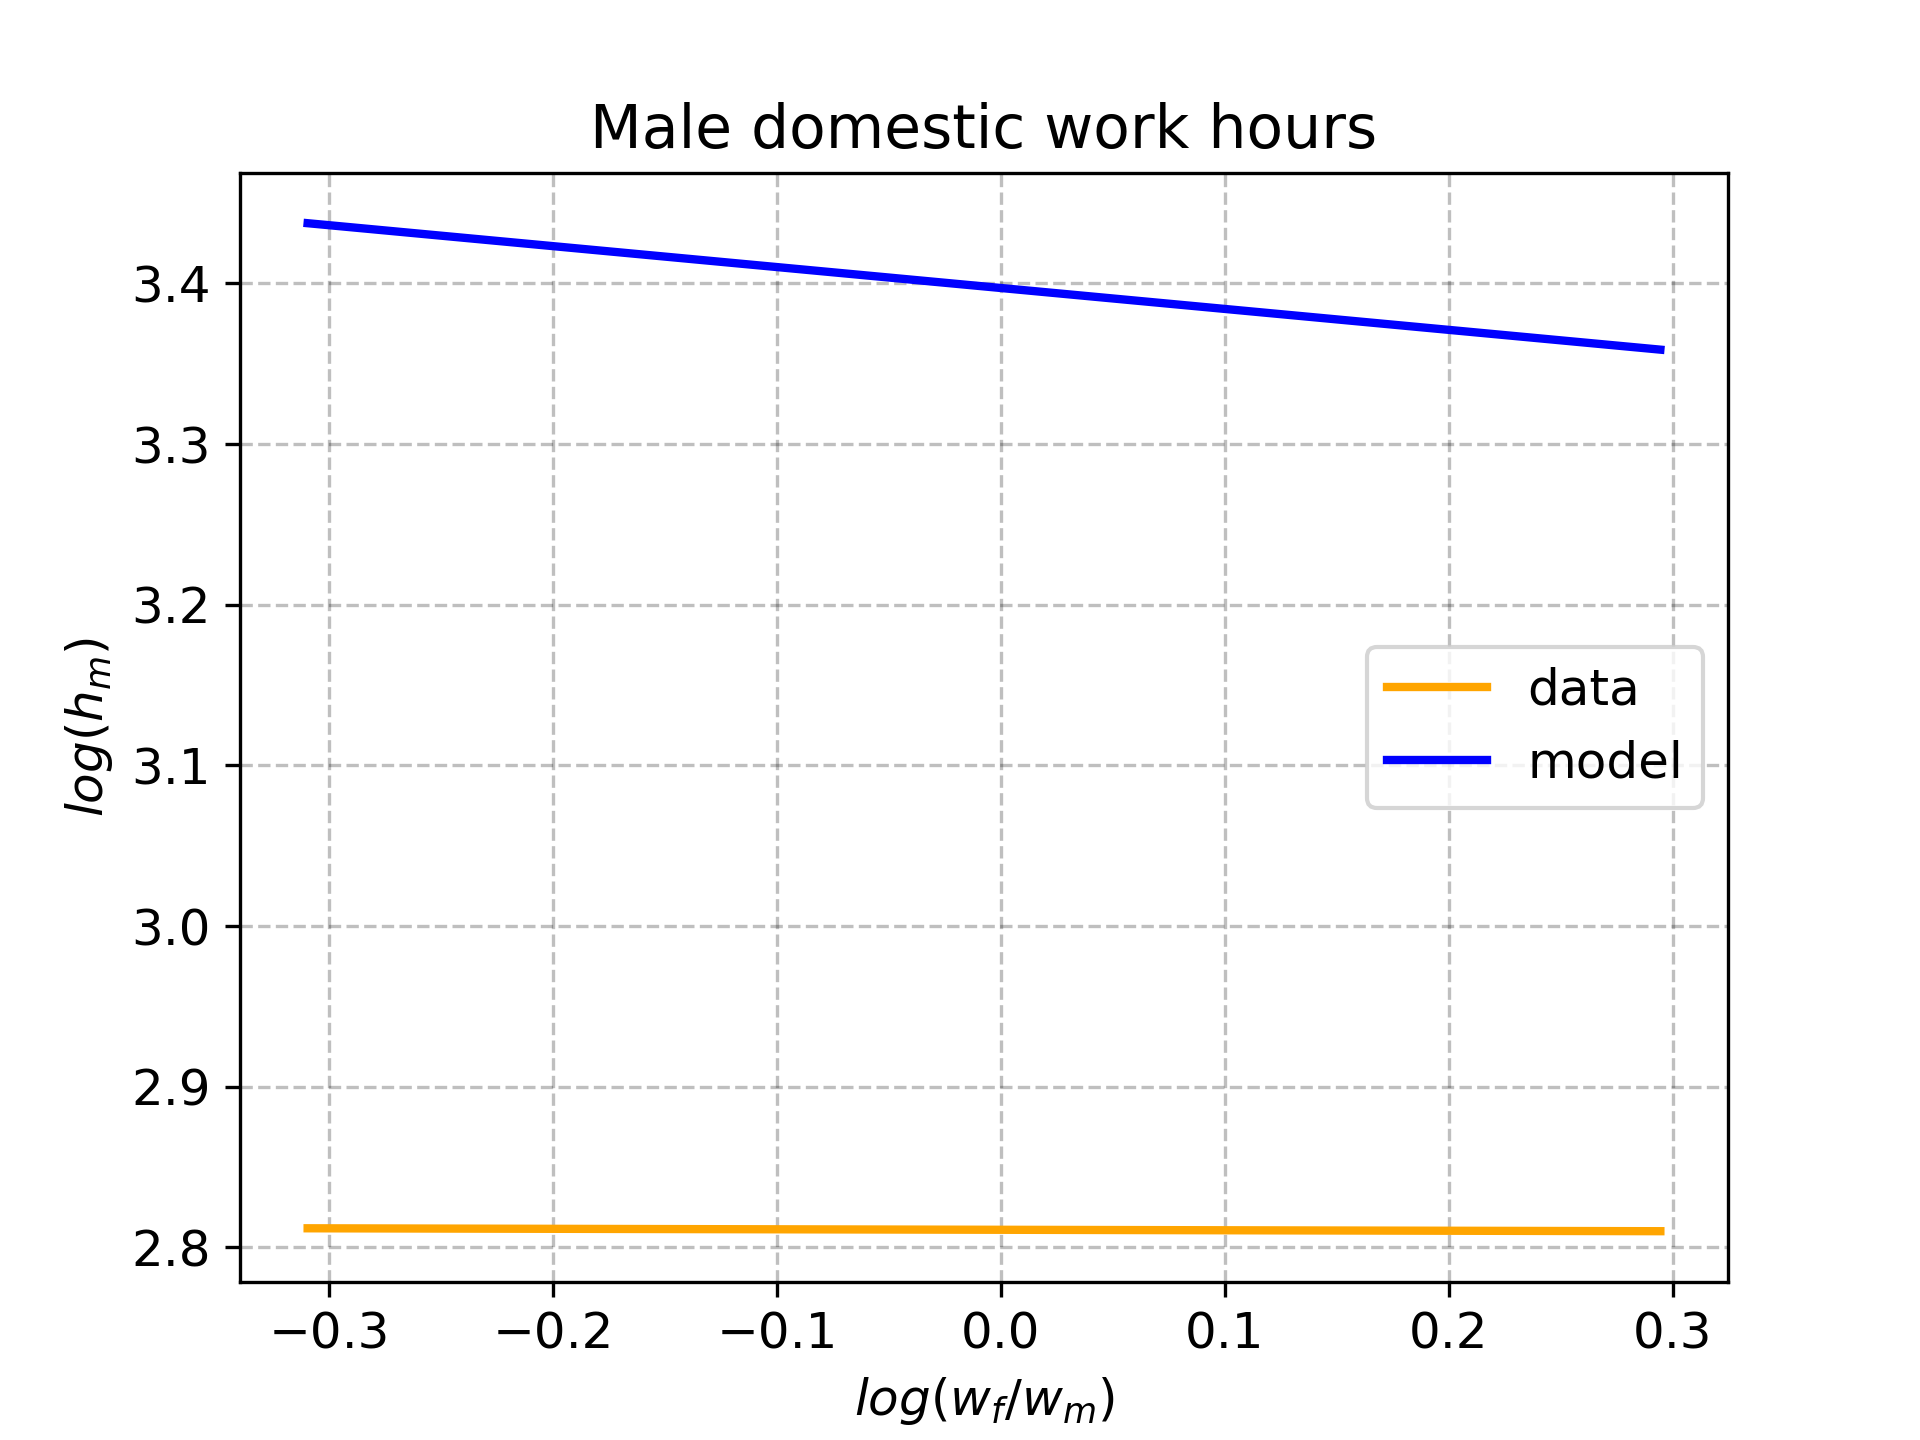 Male domestic work hours
3.4
3.3
3.2
3.1
3.0
2.9
2.8
log(h_m)
data
model
−0.3 −0.2 −0.1 0.0 0.1 0.2 0.3
log(w_f/w_m)